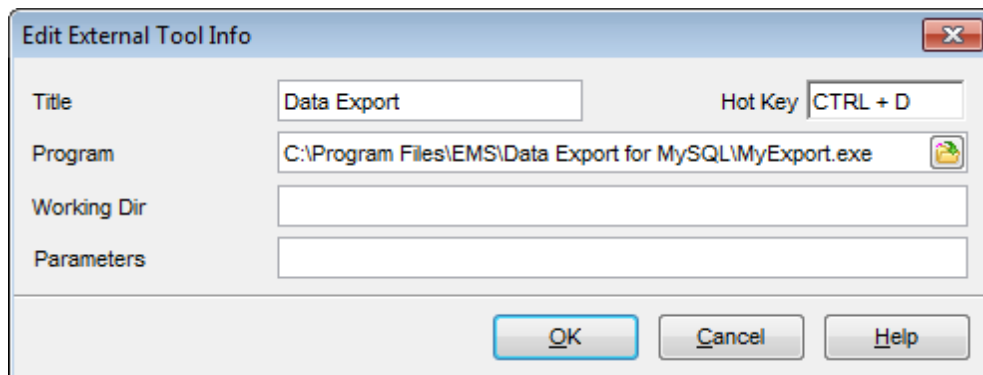 Edit External Tool Info
Title Data Export Hot Key CTRL + D
Program C:\Program Files\EMS\Data Export for MySQL\MyExport.exe
Working Dir
Parameters
OK Cancel Help